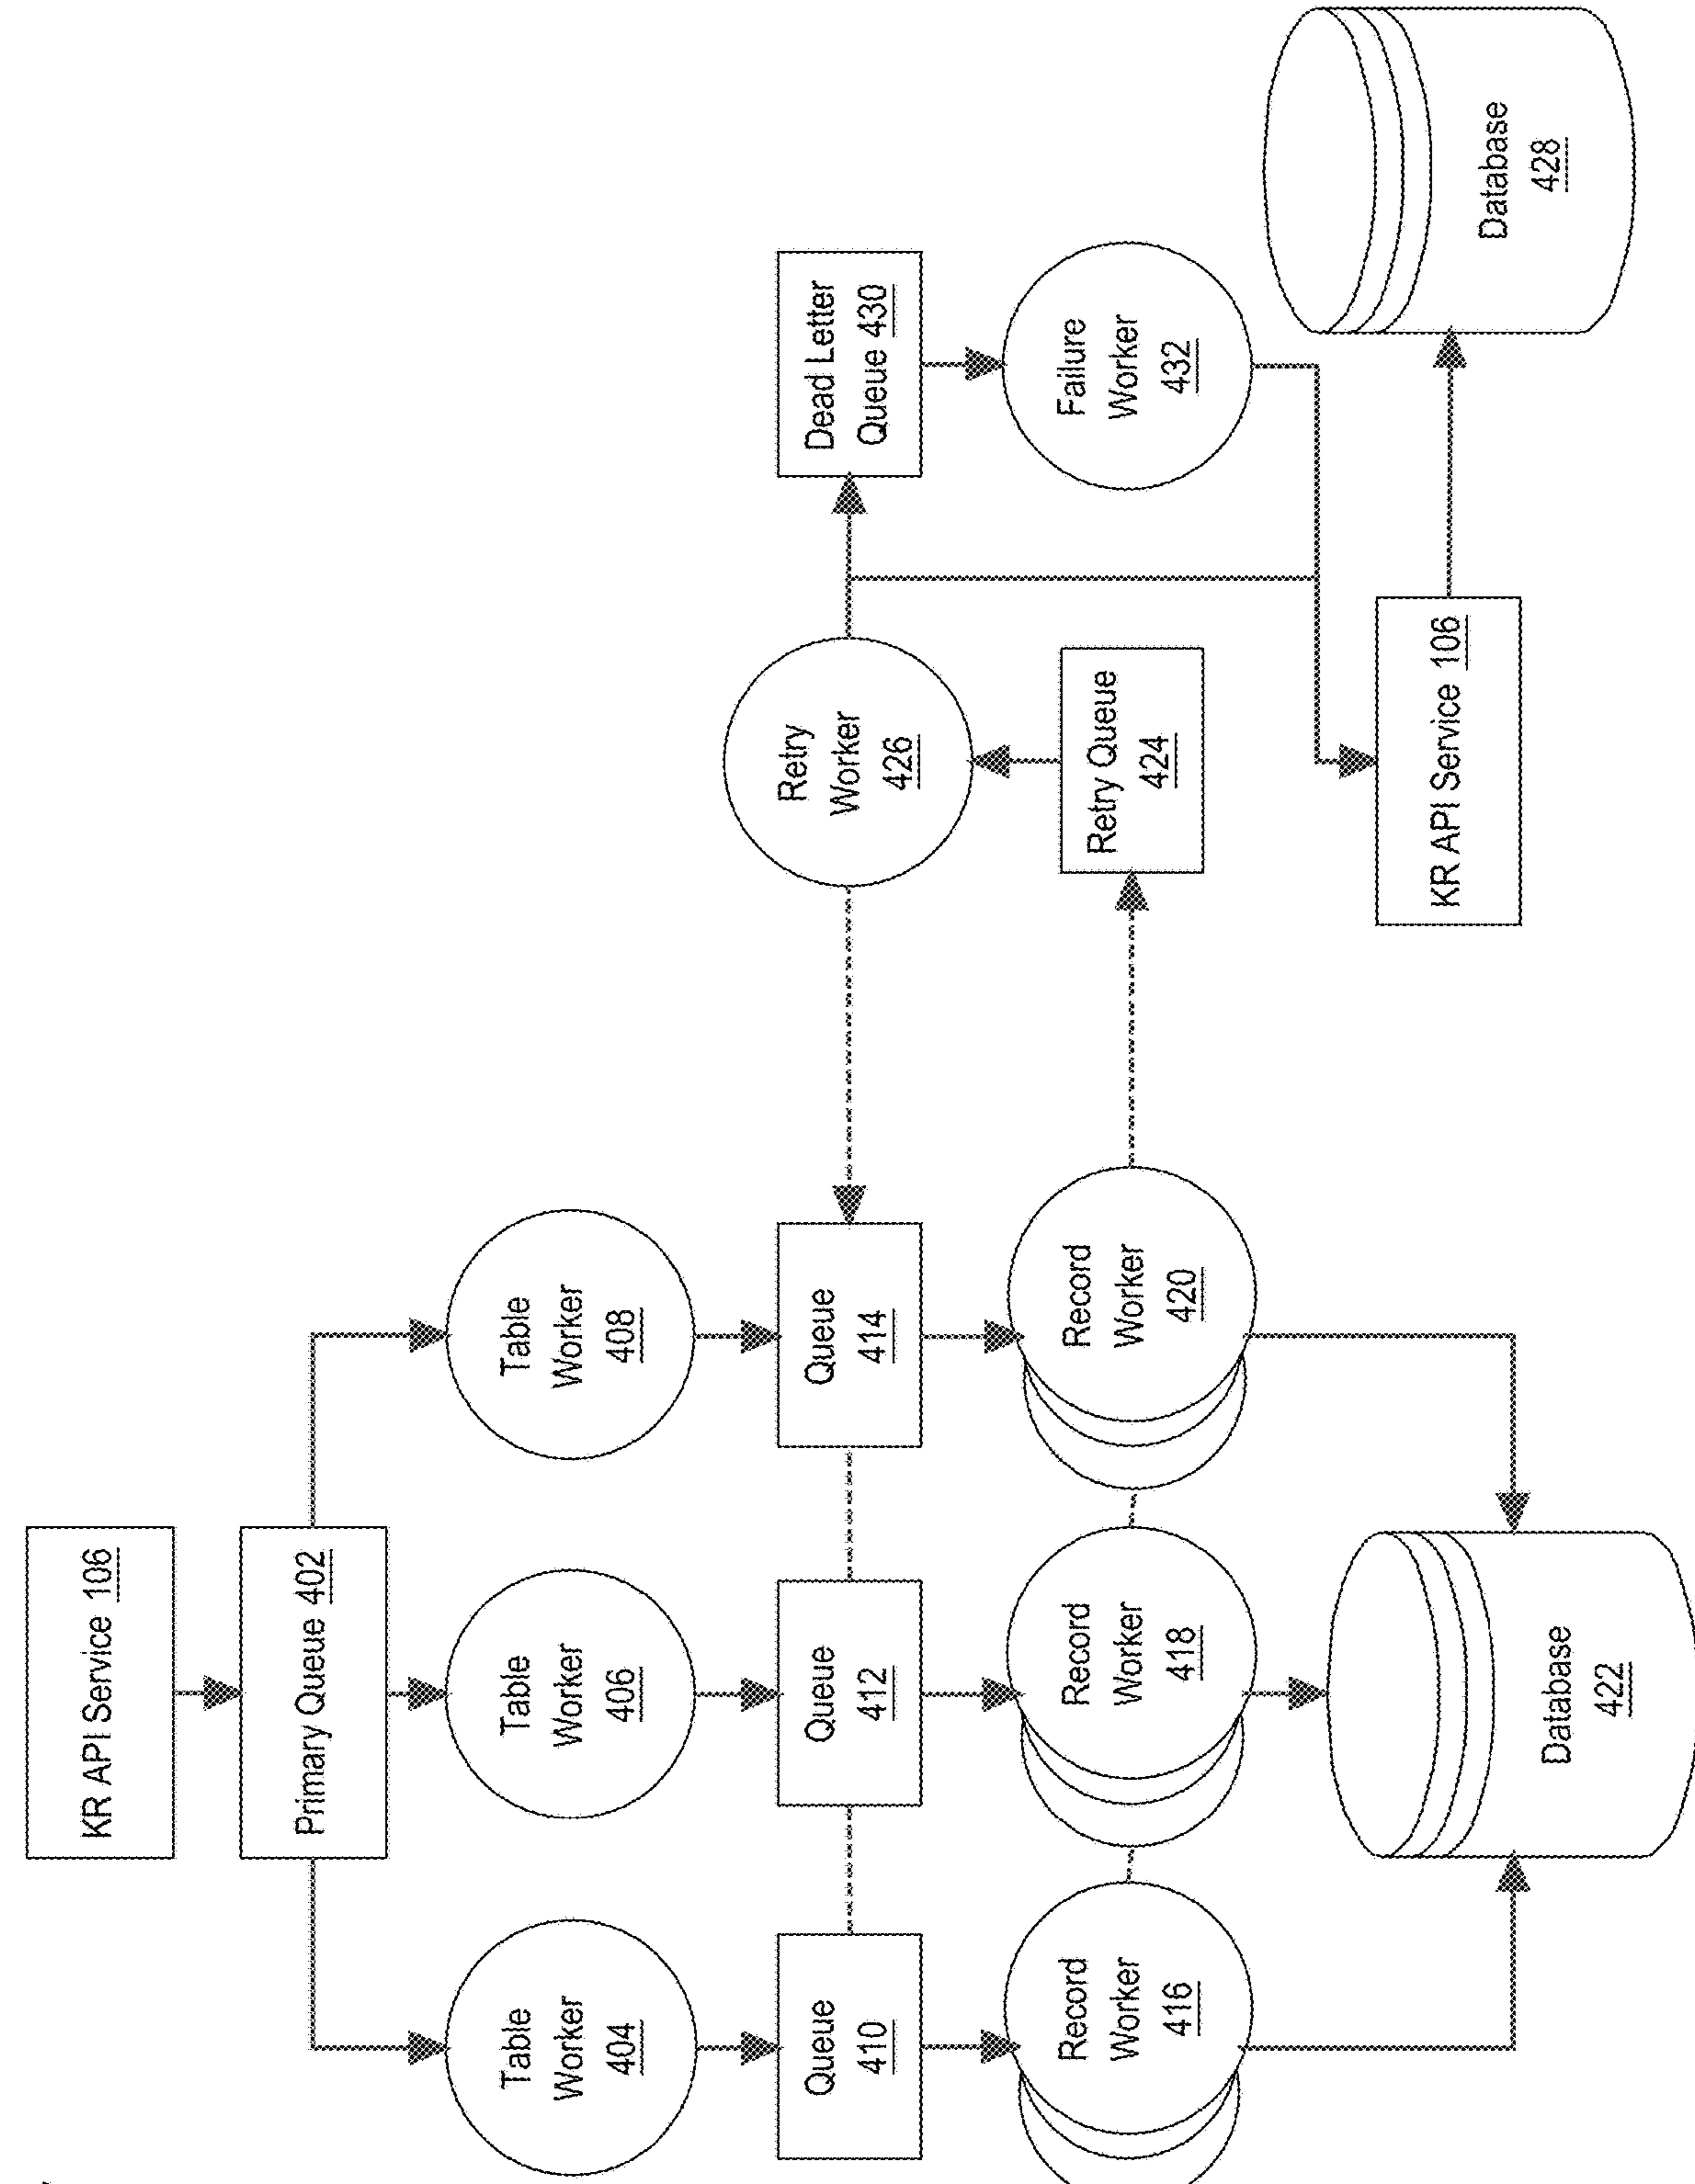 KR API Service 106
Primary Queue 402
Table
Worker
404
Table
Worker
406
Table
Worker
408
Queue
410
Queue
412
Queue
414
Retry
Worker
426
Dead Letter
Queue 430
Record
Worker
416
Record
Worker
418
Record
Worker
420
Retry Queue
424
Failure
Worker
432
Database
422
KR API Service 106
Database
428